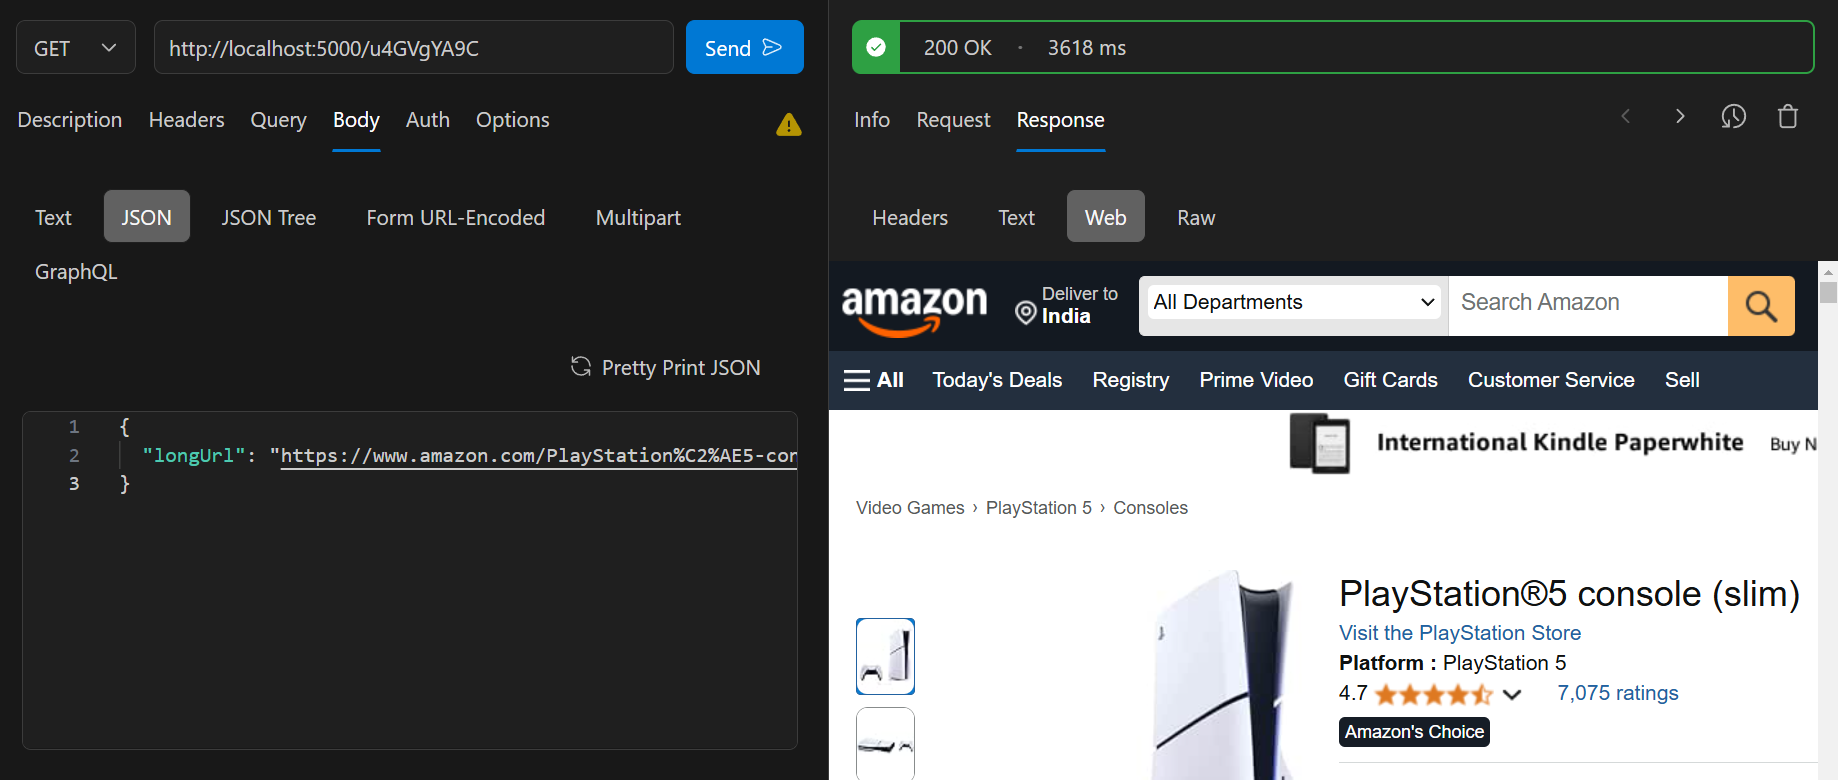 GET
http://localhost:5000/u4GVgYA9C
Send
Description Headers Query Body Auth Options
Text JSON JSON Tree Form URL-Encoded Multipart
GraphQL
Pretty Print JSON
1 {
2 "longUrl": "https://www.amazon.com/PlayStation%C2%AE5-con
3 }
200 OK · 3618 ms
Info Request Response
Headers Text Web Raw
amazon
Deliver to
India
All Departments
Search Amazon
All Today's Deals Registry Prime Video Gift Cards Customer Service Sell
International Kindle Paperwhite Buy N
Video Games › PlayStation 5 › Consoles
PlayStation®5 console (slim)
Visit the PlayStation Store
Platform : PlayStation 5
4.7 7,075 ratings
Amazon's Choice